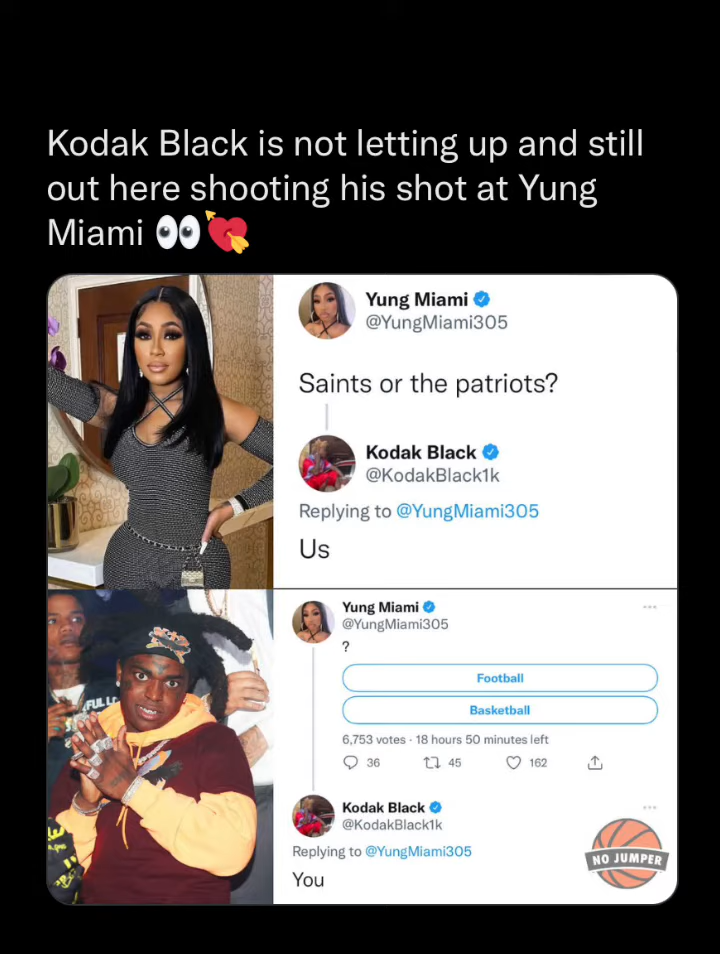 Kodak Black is not letting up and still
out here shooting his shot at Yung
Miami 👀💘
Yung Miami
@YungMiami305
Saints or the patriots?
Kodak Black
@KodakBlack1k
Replying to @YungMiami305
Us
Yung Miami
@YungMiami305
?
Football
Basketball
6,753 votes · 18 hours 50 minutes left
36 45 162
Kodak Black
@KodakBlack1k
Replying to @YungMiami305
You
NO JUMPER
FULL